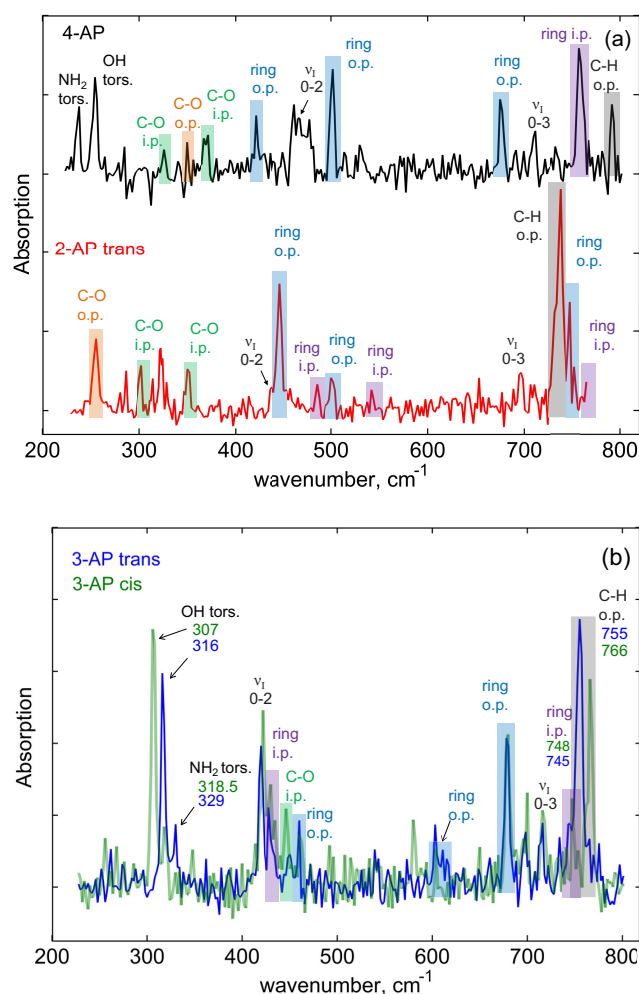 4-AP
(a)
NH2
tors.
OH
tors.
C-O
i.p.
C-O
o.p.
C-O
i.p.
ring
o.p.
νI
0-2
ring
o.p.
ring
o.p.
νI
0-3
ring i.p.
C-H
o.p.
2-AP trans
C-O
o.p.
C-O
i.p.
C-O
i.p.
νI
0-2
ring
o.p.
ring
i.p.
ring
o.p.
ring
i.p.
νI
0-3
C-H
o.p.
ring
o.p.
ring
i.p.
Absorption
200 300 400 500 600 700 800
wavenumber, cm-1
3-AP trans
3-AP cis
(b)
OH tors.
307
316
NH2 tors.
318.5
329
νI
0-2
ring
i.p.
C-O
i.p.
ring
o.p.
ring
o.p.
ring
o.p.
νI
0-3
ring
i.p.
748
745
C-H
o.p.
755
766
Absorption
200 300 400 500 600 700 800
wavenumber, cm-1